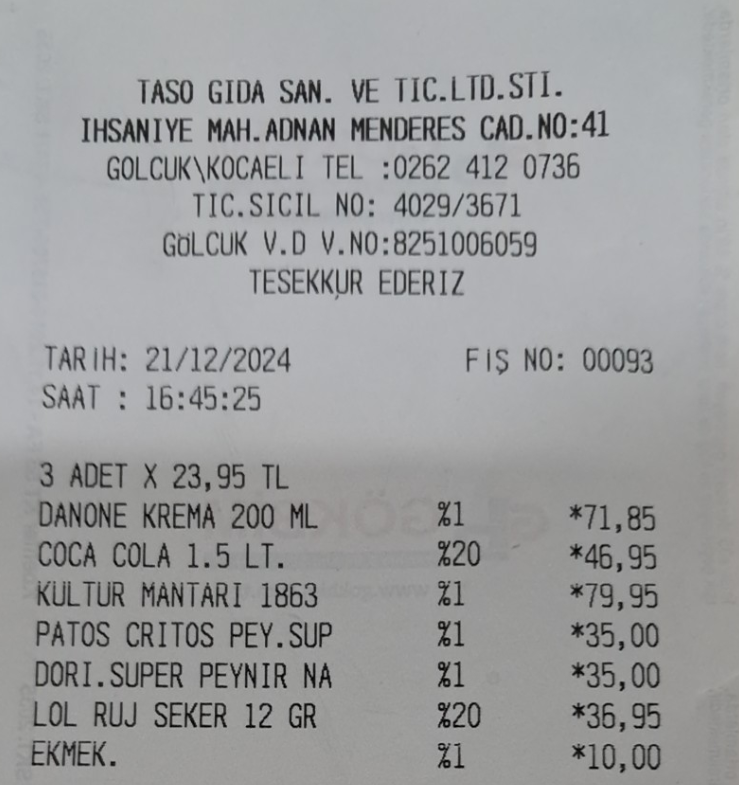 TASO GIDA SAN. VE TIC.LTD.STI.
IHSANIYE MAH.ADNAN MENDERES CAD.NO:41
GOLCUK\KOCAELI TEL :0262 412 0736
TIC.SICIL NO: 4029/3671
GöLCUK V.D V.NO:8251006059
TESEKKUR EDERIZ
TARIH: 21/12/2024 FIŞ NO: 00093
SAAT : 16:45:25
3 ADET X 23,95 TL
DANONE KREMA 200 ML %1 *71,85
COCA COLA 1.5 LT. %20 *46,95
KULTUR MANTARI 1863 %1 *79,95
PATOS CRITOS PEY.SUP %1 *35,00
DORI.SUPER PEYNIR NA %1 *35,00
LOL RUJ SEKER 12 GR %20 *36,95
EKMEK. %1 *10,00